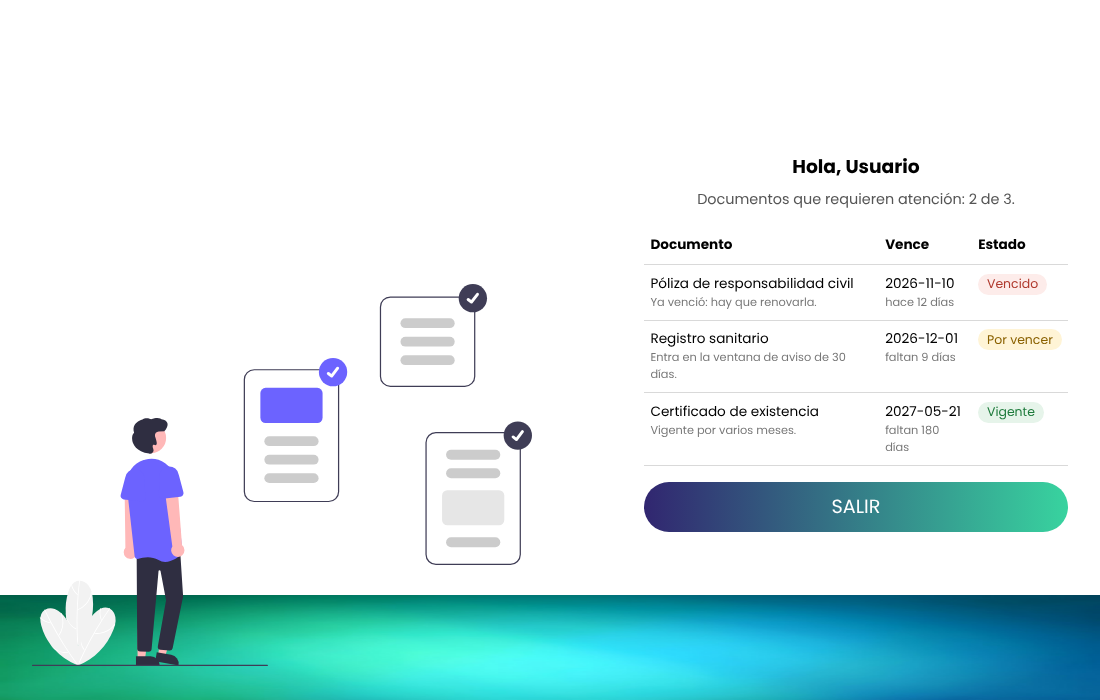 Hola, Usuario
Documentos que requieren atención: 2 de 3.
Documento Vence Estado
Póliza de responsabilidad civil 2026-11-10 Vencido
Ya venció: hay que renovarla. hace 12 días
Registro sanitario 2026-12-01 Por vencer
Entra en la ventana de aviso de 30 faltan 9 días
días.
Certificado de existencia 2027-05-21 Vigente
Vigente por varios meses. faltan 180
días
SALIR